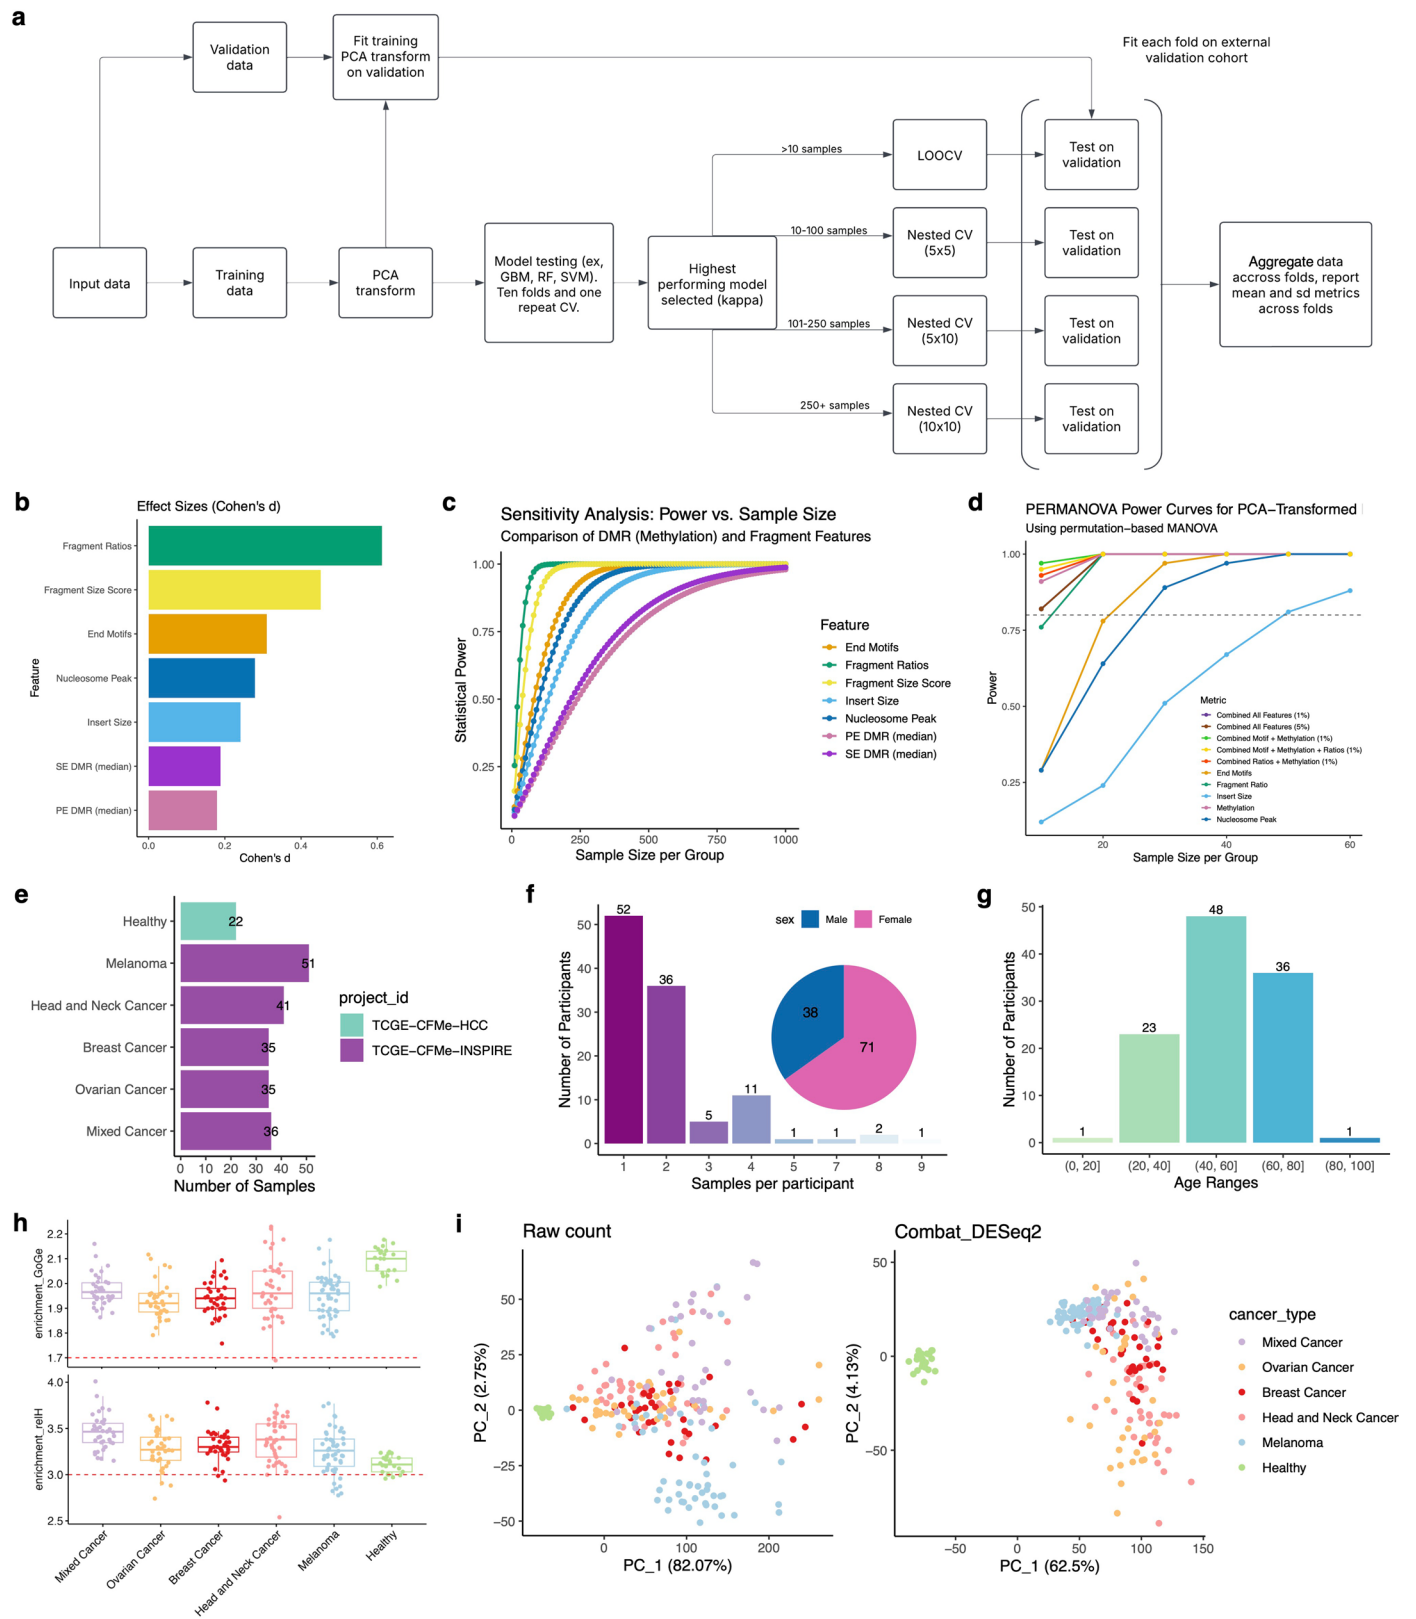 a
Validation
data
Fit training
PCA transform
on validation
Fit each fold on external
validation cohort
Input data
Training
data
PCA
transform
Model testing (ex,
GBM, RF, SVM).
Ten folds and one
repeat CV.
Highest
performing model
selected (kappa)
>10 samples
LOOCV
Test on
validation
10-100 samples
Nested CV
(5x5)
Test on
validation
101-250 samples
Nested CV
(5x10)
Test on
validation
250+ samples
Nested CV
(10x10)
Test on
validation
Aggregate data
accross folds, report
mean and sd metrics
across folds
b
Effect Sizes (Cohen's d)
Feature
Fragment Ratios
Fragment Size Score
End Motifs
Nucleosome Peak
Insert Size
SE DMR (median)
PE DMR (median)
0.0 0.2 0.4 0.6
Cohen's d
c
Sensitivity Analysis: Power vs. Sample Size
Comparison of DMR (Methylation) and Fragment Features
Statistical Power
1.00
0.75
0.50
0.25
0 250 500 750 1000
Sample Size per Group
Feature
End Motifs
Fragment Ratios
Fragment Size Score
Insert Size
Nucleosome Peak
PE DMR (median)
SE DMR (median)
d
PERMANOVA Power Curves for PCA-Transformed
Using permutation-based MANOVA
Power
1.00
0.75
0.50
0.25
20 40 60
Sample Size per Group
Metric
Combined All Features (1%)
Combined All Features (5%)
Combined Motif + Methylation (1%)
Combined Motif + Methylation + Ratios (1%)
Combined Ratios + Methylation (1%)
End Motifs
Fragment Ratio
Insert Size
Methylation
Nucleosome Peak
e
Healthy 22
Melanoma 51
Head and Neck Cancer 41
Breast Cancer 35
Ovarian Cancer 35
Mixed Cancer 36
0 10 20 30 40 50
Number of Samples
project_id
TCGE-CFMe-HCC
TCGE-CFMe-INSPIRE
f
Number of Participants
50
40
30
20
10
0
52 36 5 11 1 1 2 1
1 2 3 4 5 7 8 9
Samples per participant
sex Male Female
38
71
g
Number of Participants
50
40
30
20
10
0
1 23 48 36 1
(0, 20] (20, 40] (40, 60] (60, 80] (80, 100]
Age Ranges
h
enrichment_GoGe
2.2
2.1
2.0
1.9
1.8
1.7
enrichment_relH
4.0
3.5
3.0
2.5
Mixed Cancer
Ovarian Cancer
Breast Cancer
Head and Neck Cancer
Melanoma
Healthy
i
Raw count
PC_2 (2.75%)
50
25
0
−25
−50
0 100 200
PC_1 (82.07%)
Combat_DESeq2
PC_2 (4.13%)
50
0
−50
−50 0 50 100 150
PC_1 (62.5%)
cancer_type
Mixed Cancer
Ovarian Cancer
Breast Cancer
Head and Neck Cancer
Melanoma
Healthy